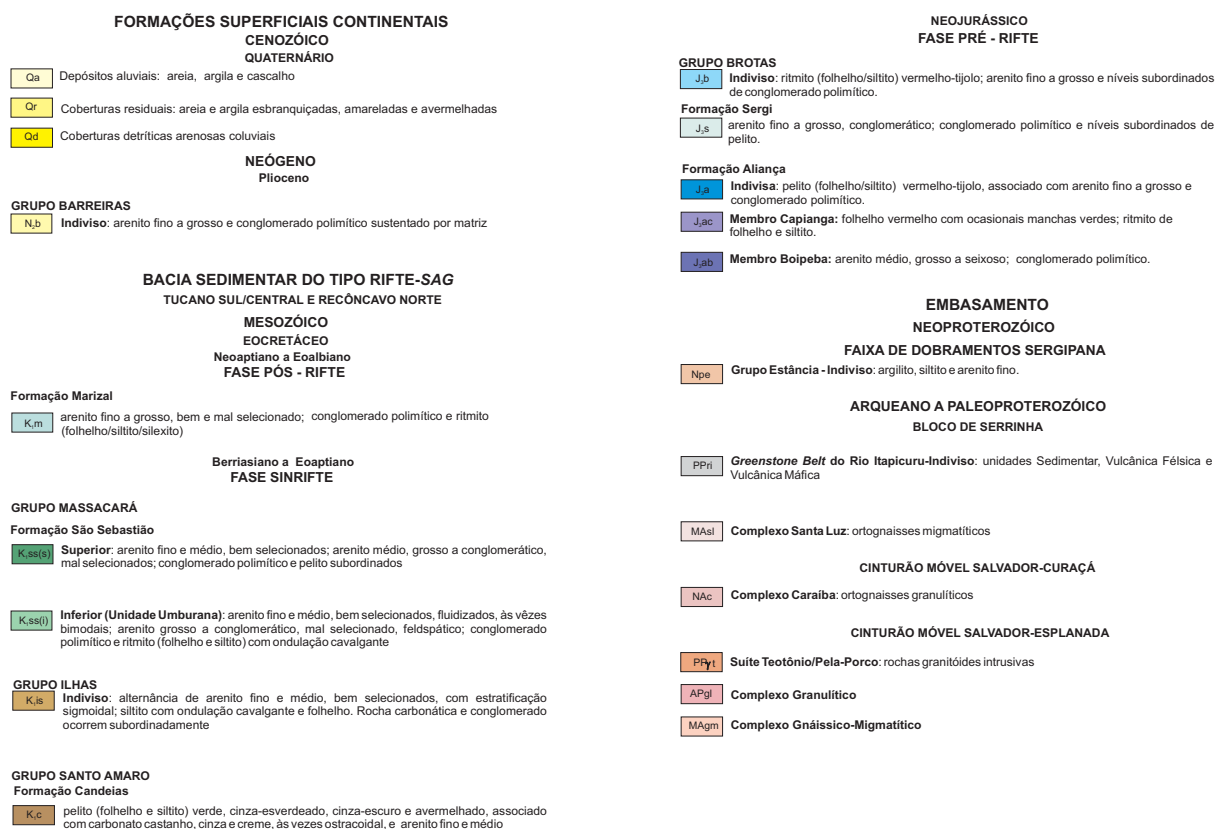 FORMAÇÕES SUPERFICIAIS CONTINENTAIS
CENOZÓICO
QUATERNÁRIO
Qa Depósitos aluviais: areia, argila e cascalho
Qr Coberturas residuais: areia e argila esbranquiçadas, amareladas e avermelhadas
Qd Coberturas detríticas arenosas coluviais
NEÓGENO
Plioceno
GRUPO BARREIRAS
N₂b Indiviso: arenito fino a grosso e conglomerado polimítico sustentado por matriz
BACIA SEDIMENTAR DO TIPO RIFTE-SAG
TUCANO SUL/CENTRAL E RECÔNCAVO NORTE
MESOZÓICO
EOCRETÁCEO
Neoaptiano a Eoalbiano
FASE PÓS - RIFTE
Formação Marizal
K₁m arenito fino a grosso, bem e mal selecionado; conglomerado polimítico e ritmito
(folhelho/siltito/silexito)
Berriasiano a Eoaptiano
FASE SINRIFTE
GRUPO MASSACARÁ
Formação São Sebastião
K₁ss(s) Superior: arenito fino e médio, bem selecionados; arenito médio, grosso a conglomerático,
mal selecionados; conglomerado polimítico e pelito subordinados
K₁ss(i) Inferior (Unidade Umburana): arenito fino e médio, bem selecionados, fluidizados, às vêzes
bimodais; arenito grosso a conglomerático, mal selecionado, feldspático; conglomerado
polimítico e ritmito (folhelho e siltito) com ondulação cavalgante
GRUPO ILHAS
K₁is Indiviso: alternância de arenito fino e médio, bem selecionados, com estratificação
sigmoidal; siltito com ondulação cavalgante e folhelho. Rocha carbonática e conglomerado
ocorrem subordinadamente
GRUPO SANTO AMARO
Formação Candeias
K₁c pelito (folhelho e siltito) verde, cinza-esverdeado, cinza-escuro e avermelhado, associado
com carbonato castanho, cinza e creme, às vezes ostracoidal, e arenito fino e médio
NEOJURÁSSICO
FASE PRÉ - RIFTE
GRUPO BROTAS
J₃b Indiviso: ritmito (folhelho/siltito) vermelho-tijolo; arenito fino a grosso e níveis subordinados
de conglomerado polimítico.
Formação Sergi
J₃s arenito fino a grosso, conglomerático; conglomerado polimítico e níveis subordinados de
pelito.
Formação Aliança
J₃a Indivisa: pelito (folhelho/siltito) vermelho-tijolo, associado com arenito fino a grosso e
conglomerado polimítico.
J₃ac Membro Capianga: folhelho vermelho com ocasionais manchas verdes; ritmito de
folhelho e siltito.
J₃ab Membro Boipeba: arenito médio, grosso a seixoso; conglomerado polimítico.
EMBASAMENTO
NEOPROTEROZÓICO
FAIXA DE DOBRAMENTOS SERGIPANA
Npe Grupo Estância - Indiviso: argilito, siltito e arenito fino.
ARQUEANO A PALEOPROTEROZÓICO
BLOCO DE SERRINHA
PPri Greenstone Belt do Rio Itapicuru-Indiviso: unidades Sedimentar, Vulcânica Félsica e
Vulcânica Máfica
MAsl Complexo Santa Luz: ortognaisses migmatíticos
CINTURÃO MÓVEL SALVADOR-CURAÇÁ
NAc Complexo Caraíba: ortognaisses granulíticos
CINTURÃO MÓVEL SALVADOR-ESPLANADA
PPγt Suíte Teotônio/Pela-Porco: rochas granitóides intrusivas
APgl Complexo Granulítico
MAgm Complexo Gnáissico-Migmatítico